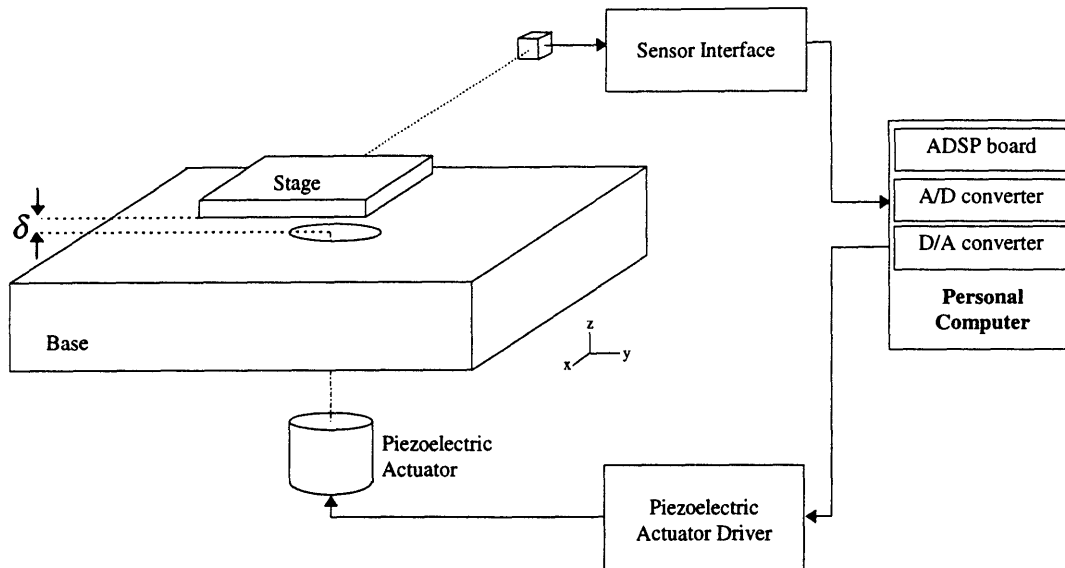 Sensor Interface
ADSP board
A/D converter
D/A converter
Personal
Computer
Stage
δ
Base
z
x
y
Piezoelectric
Actuator
Piezoelectric
Actuator Driver